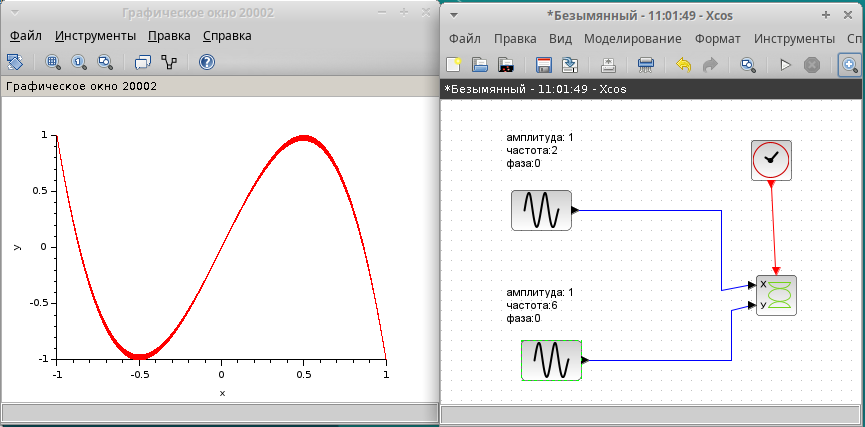 Графическое окно 20002
Файл Инструменты Правка Справка
Графическое окно 20002
1
0.5
0
-0.5
-1
y
-1 -0.5 0 0.5 1
x
*Безымянный - 11:01:49 - Xcos
Файл Правка Вид Моделирование Формат Инструменты Сп
*Безымянный - 11:01:49 - Xcos
амплитуда: 1
частота:2
фаза:0
X
У
амплитуда: 1
частота:6
фаза:0